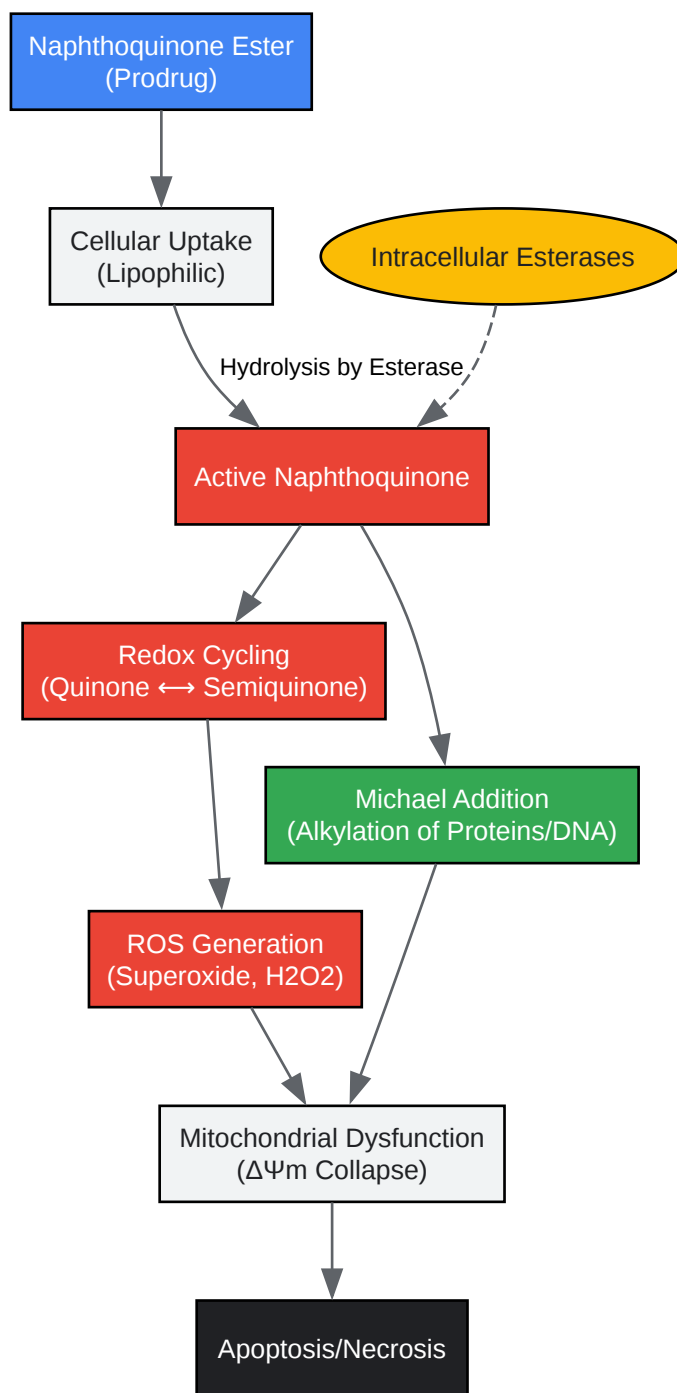 Naphthoquinone Ester
(Prodrug)
Cellular Uptake
(Lipophilic)
Intracellular Esterases
Hydrolysis by Esterase
Active Naphthoquinone
Redox Cycling
(Quinone ⟷ Semiquinone)
Michael Addition
(Alkylation of Proteins/DNA)
ROS Generation
(Superoxide, H2O2)
Mitochondrial Dysfunction
(ΔΨm Collapse)
Apoptosis/Necrosis